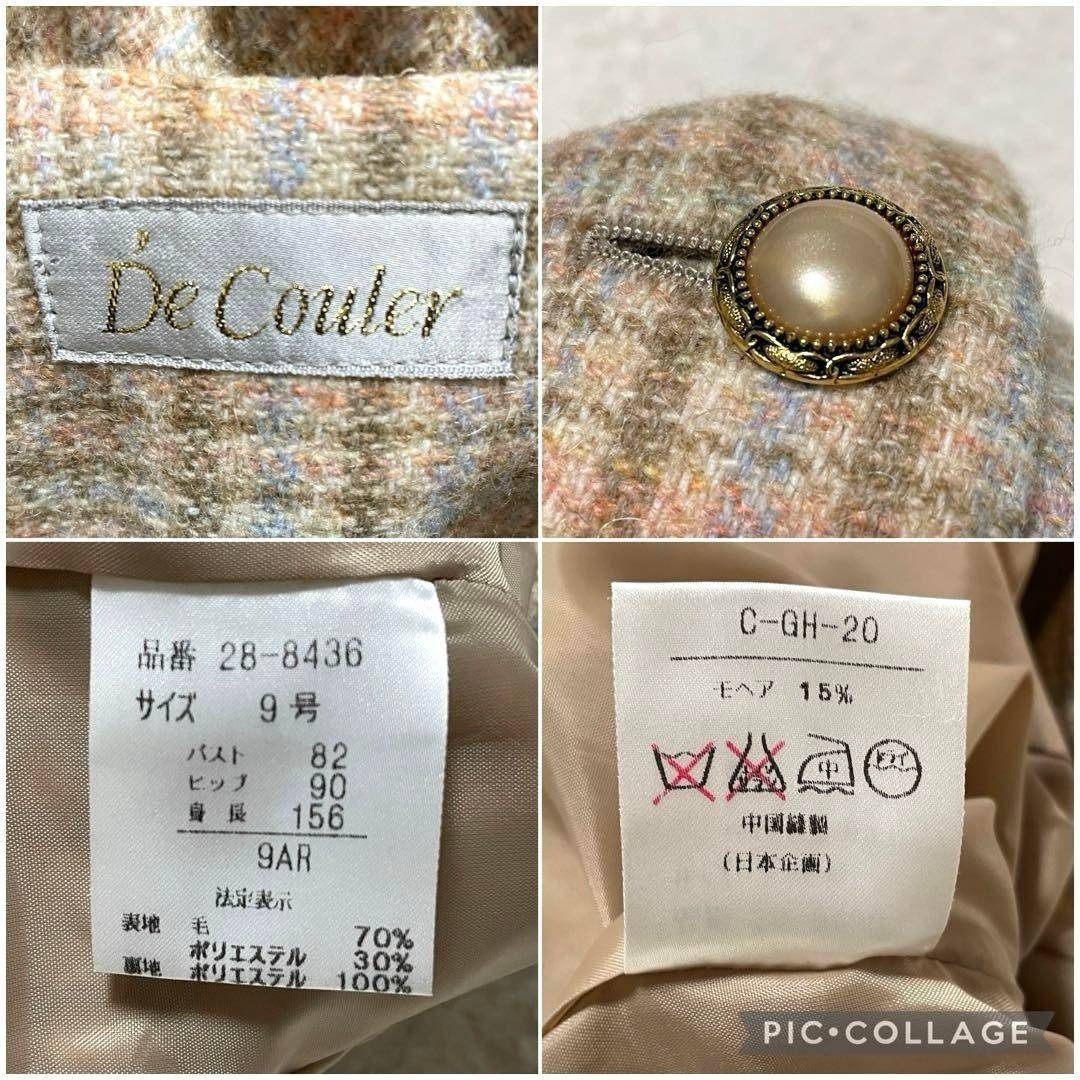 De Couler
品番 28-8436
サイズ 9号
バスト 82
ヒップ 90
身長 156
9AR
法定表示
表地 毛 70%
ポリエステル 30%
裏地 ポリエステル 100%
C-GH-20
モヘア 15%
中 ドライ
中国縫製
(日本企画)
PIC•COLLAGE